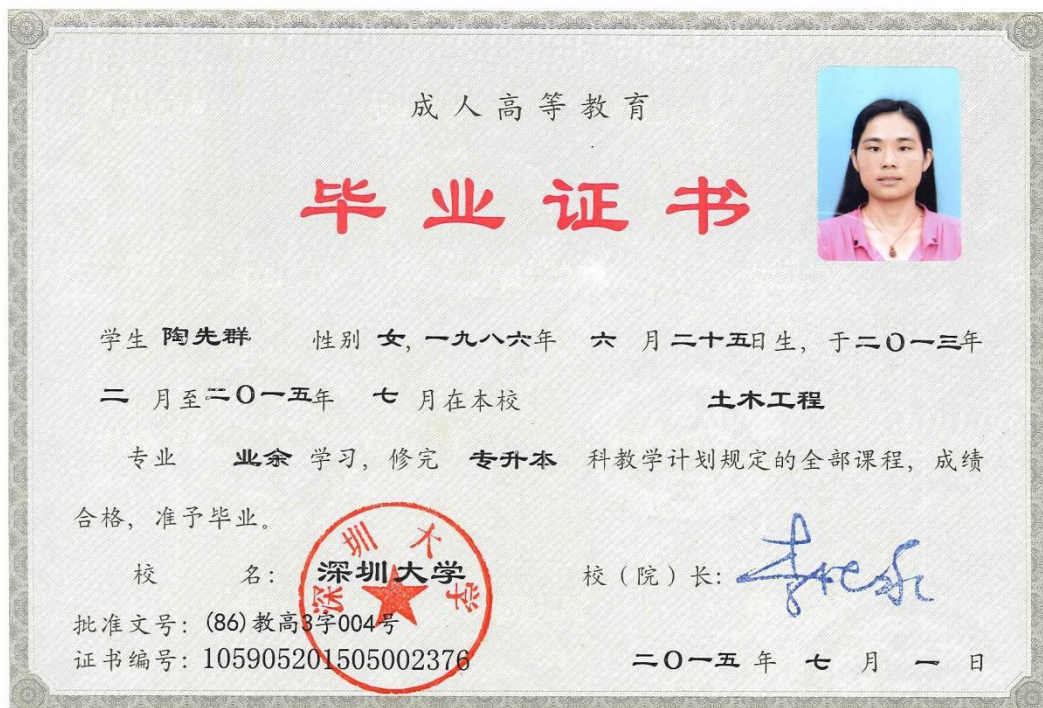 成人高等教育
毕业证书
学生 陶先群 性别 女, 一九八六年 六 月二十五日生, 于二〇一三年
二 月至二〇一五年 七 月在本校 土木工程
专业 业余 学习, 修完 专升本 科教学计划规定的全部课程, 成绩
合格, 准予毕业。
校 名: 深圳大学 校(院)长:
深圳大学
批准文号: (86)教高3字004号
证书编号: 105905201505002376 二〇一五 年 七 月 一 日